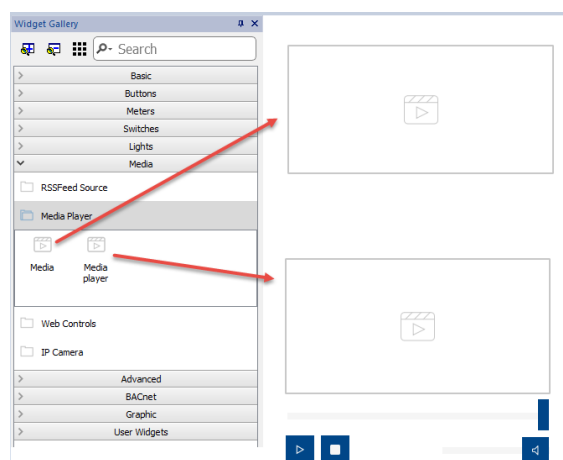 Widget Gallery
Search
Basic
Buttons
Meters
Switches
Lights
Media
RSSFeed Source
Media Player
Media
Media player
Web Controls
IP Camera
Advanced
BACnet
Graphic
User Widgets